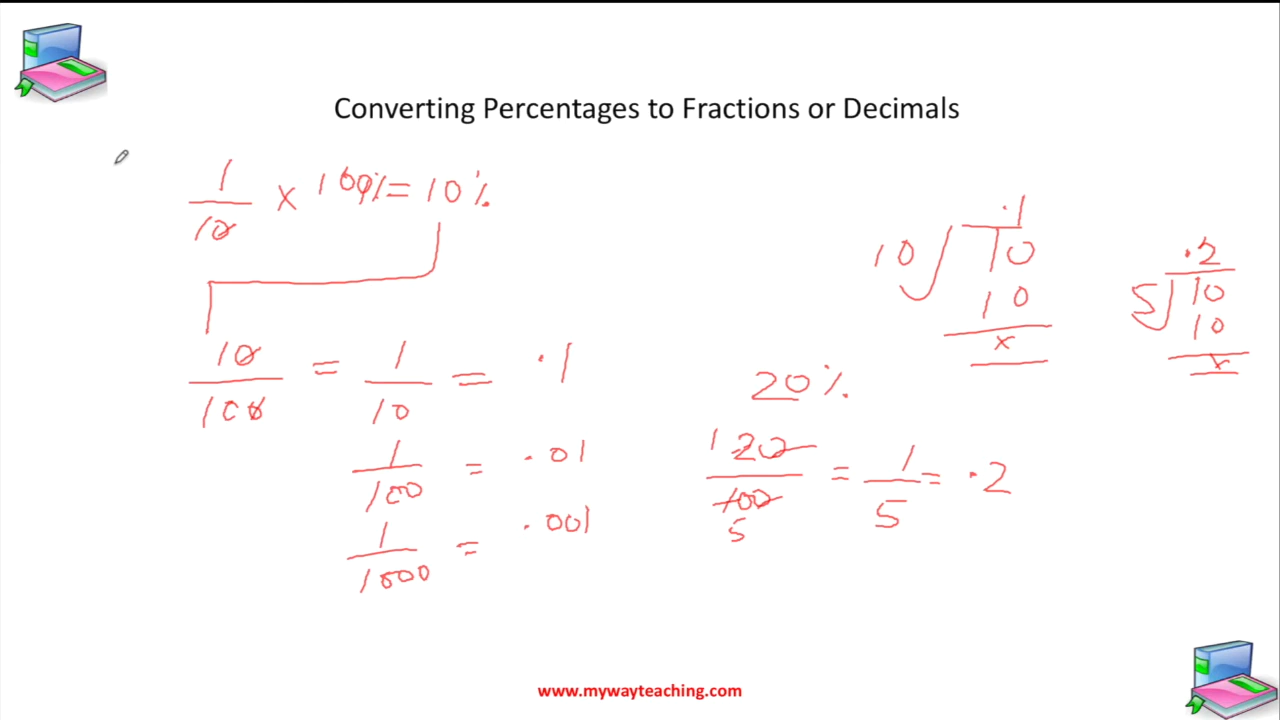 Converting Percentages to Fractions or Decimals
1/10 × 100% = 10%
10/100 = 1/10 = .1
1/100 = .01
1/1000 = .001
20%
20/100 = 1/5 = .2
1
5
.1
10 ) 10
10
x
.2
5 ) 10
10
x
www.mywayteaching.com